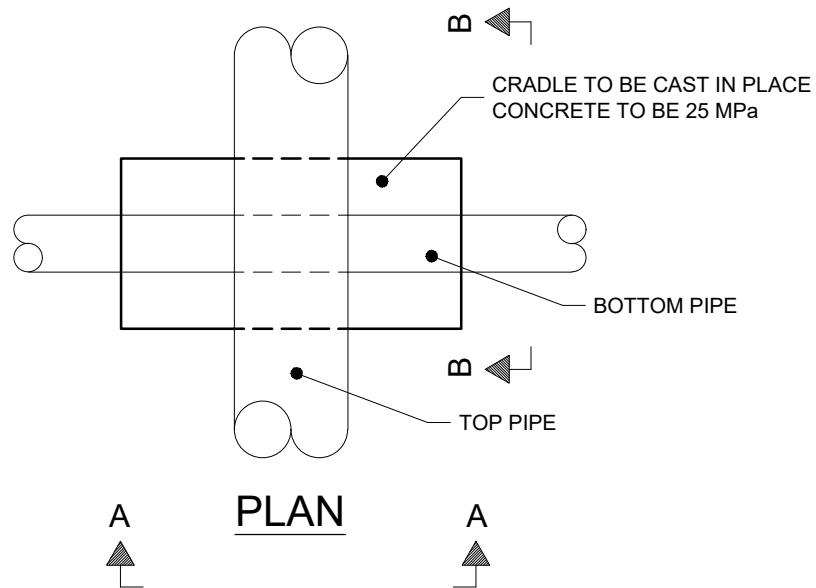 B
CRADLE TO BE CAST IN PLACE
CONCRETE TO BE 25 MPa
BOTTOM PIPE
B
TOP PIPE
PLAN
A
A